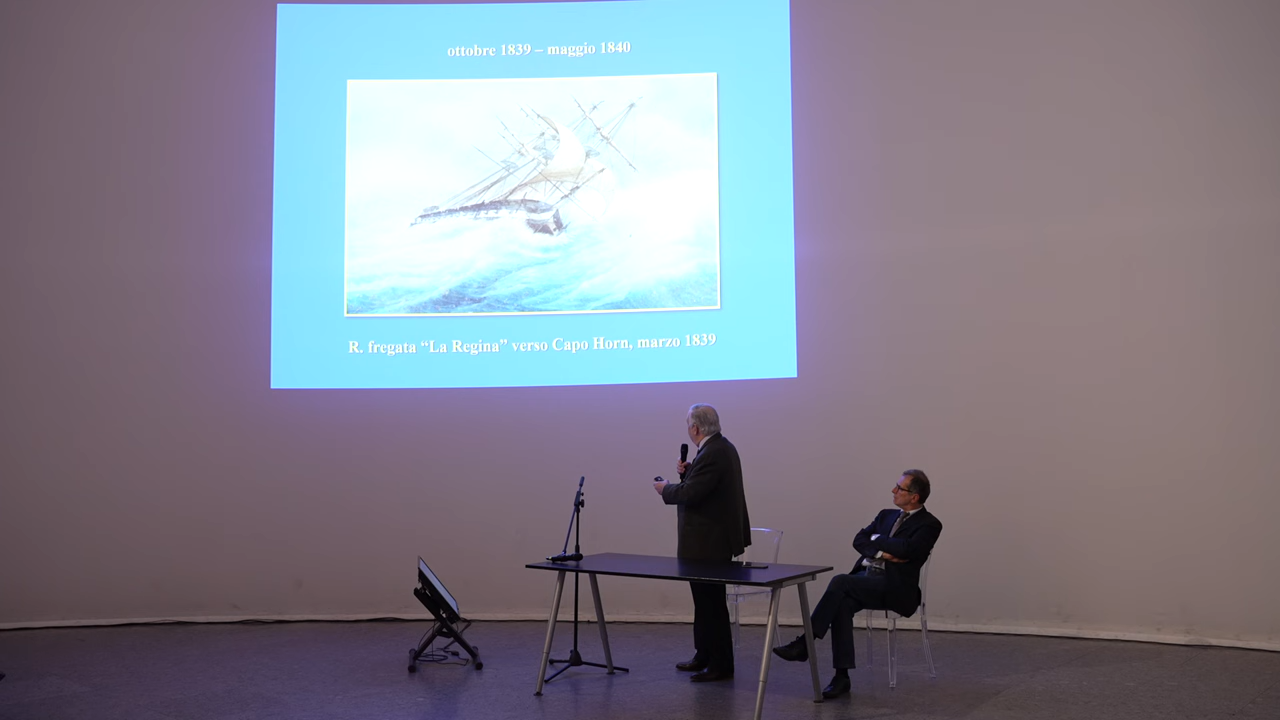 ottobre 1839 – maggio 1840
R. fregata “La Regina” verso Capo Horn, marzo 1839